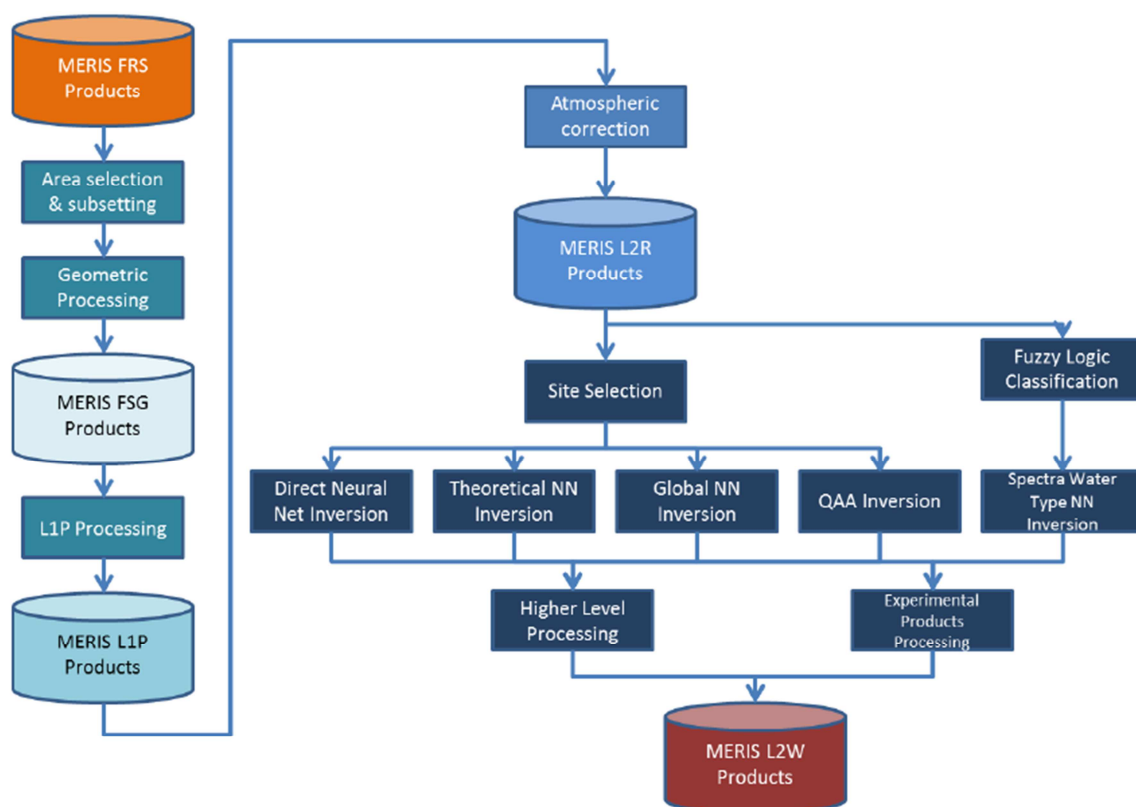 MERIS FRS
Products
Area selection
& subsetting
Geometric
Processing
MERIS FSG
Products
L1P Processing
MERIS L1P
Products
Atmospheric
correction
MERIS L2R
Products
Site Selection
Fuzzy Logic
Classification
Direct Neural
Net Inversion
Theoretical NN
Inversion
Global NN
Inversion
QAA Inversion
Spectra Water
Type NN
Inversion
Higher Level
Processing
Experimental
Products
Processing
MERIS L2W
Products